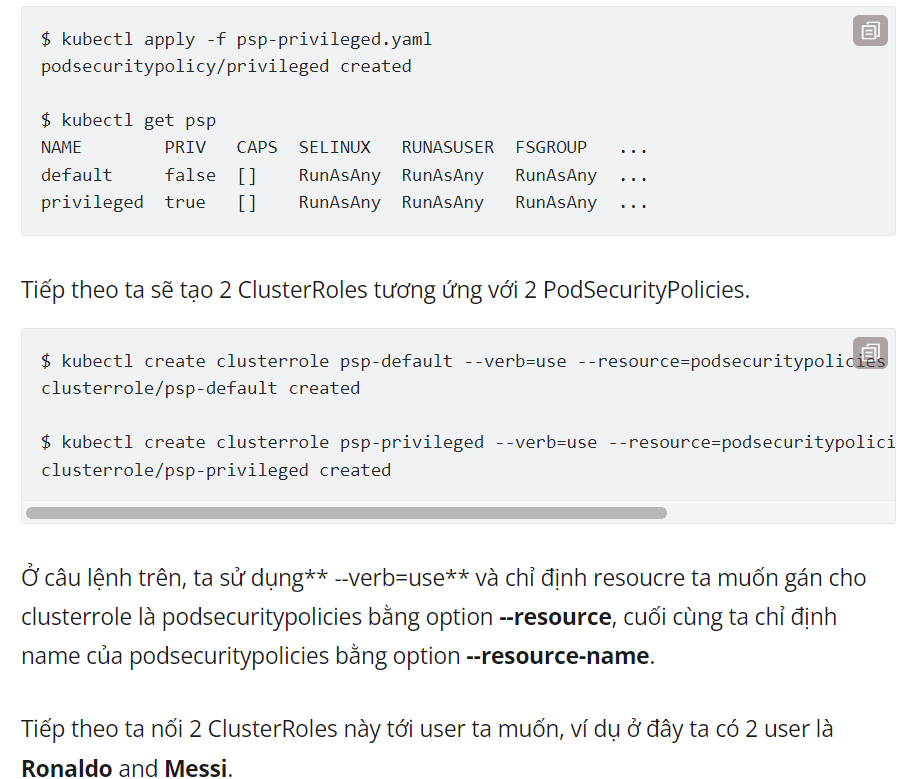 $ kubectl apply -f psp-privileged.yaml
podsecuritypolicy/privileged created
$ kubectl get psp
NAME PRIV CAPS SELINUX RUNASUSER FSGROUP ...
default false [] RunAsAny RunAsAny RunAsAny ...
privileged true [] RunAsAny RunAsAny RunAsAny ...
Tiếp theo ta sẽ tạo 2 ClusterRoles tương ứng với 2 PodSecurityPolicies.
$ kubectl create clusterrole psp-default --verb=use --resource=podsecuritypolicies
clusterrole/psp-default created
$ kubectl create clusterrole psp-privileged --verb=use --resource=podsecuritypolici
clusterrole/psp-privileged created
Ở câu lệnh trên, ta sử dụng** --verb=use** và chỉ định resoucre ta muốn gán cho
clusterrole là podsecuritypolicies bằng option --resource, cuối cùng ta chỉ định
name của podsecuritypolicies bằng option --resource-name.
Tiếp theo ta nối 2 ClusterRoles này tới user ta muốn, ví dụ ở đây ta có 2 user là
Ronaldo and Messi.